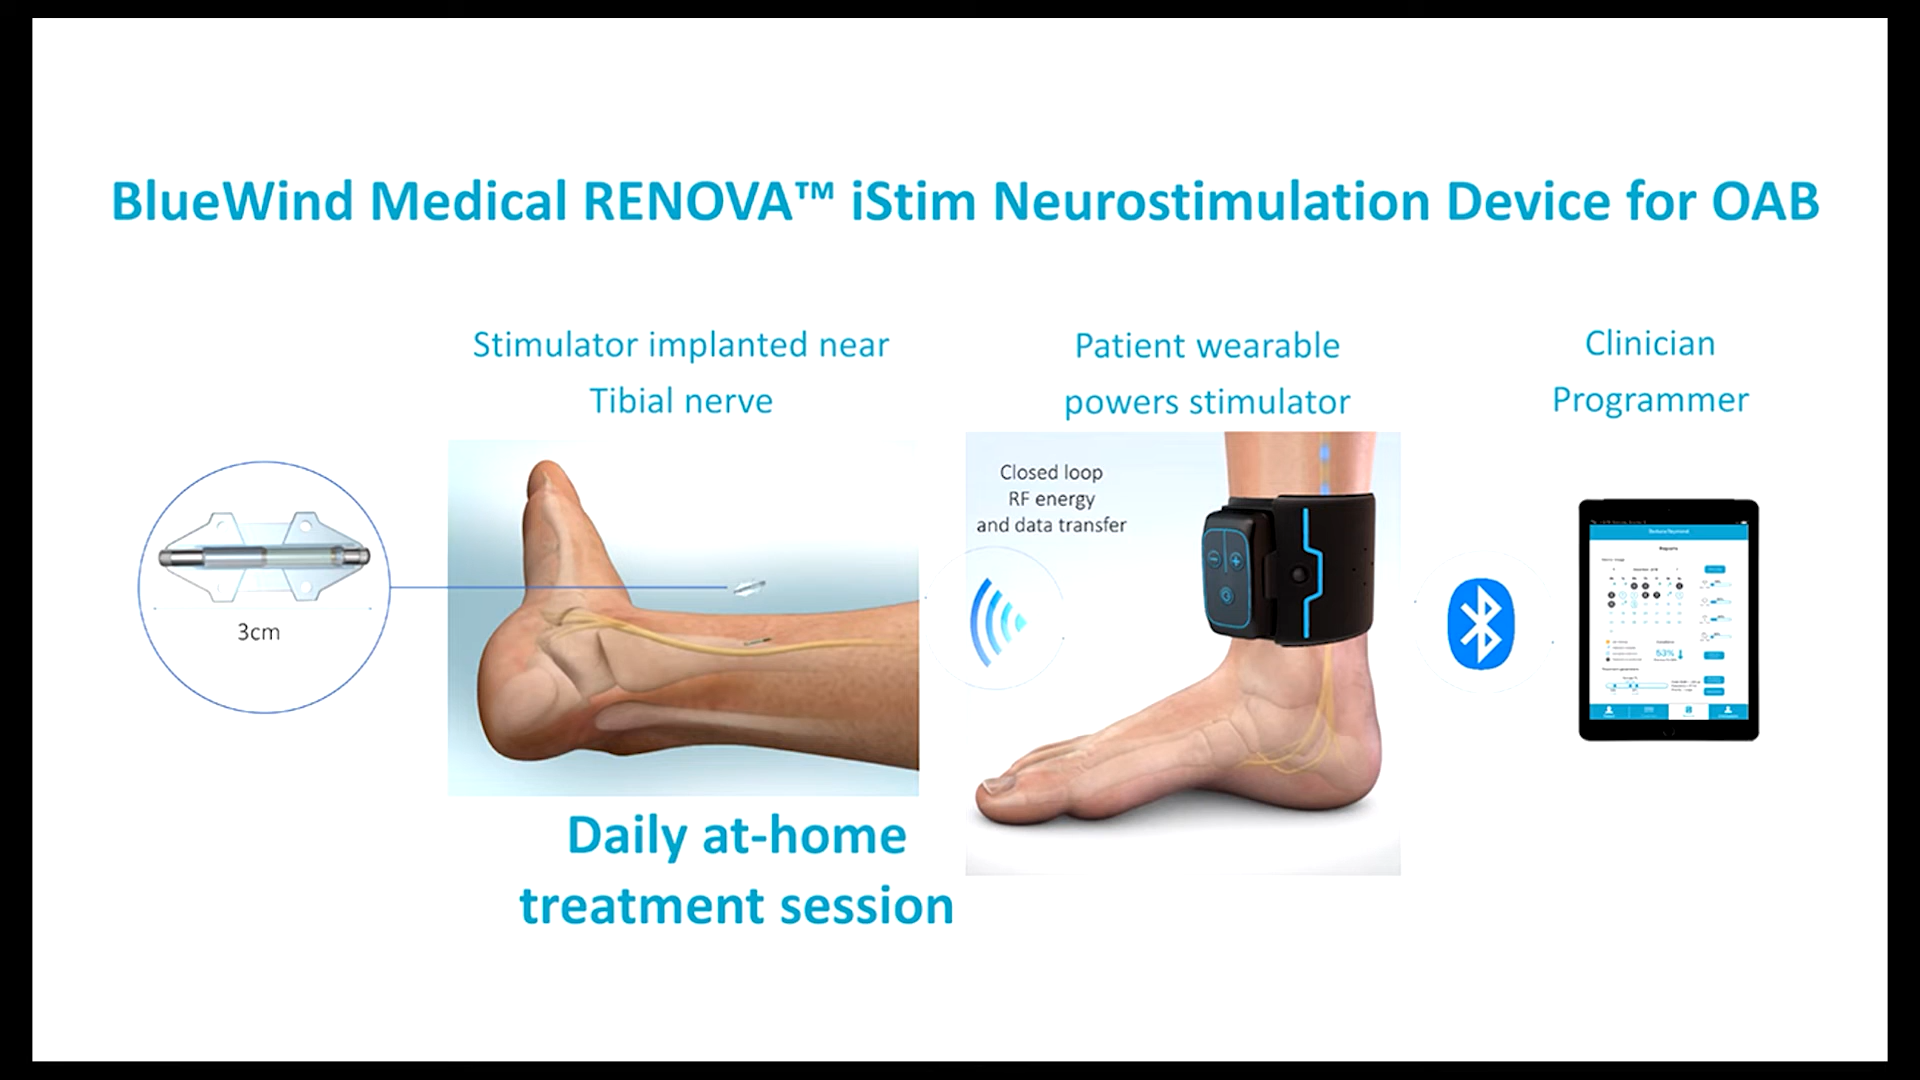 BlueWind Medical RENOVA™ iStim Neurostimulation Device for OAB
Stimulator implanted near
Tibial nerve
Patient wearable
powers stimulator
Clinician
Programmer
Closed loop
RF energy
and data transfer
3cm
53%
Daily at-home
treatment session